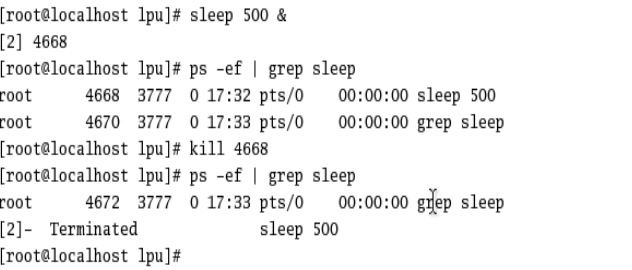 [root@localhost lpu]# sleep 500 &
[2] 4668
[root@localhost lpu]# ps -ef | grep sleep
root      4668  3777  0 17:32 pts/0    00:00:00 sleep 500
root      4670  3777  0 17:33 pts/0    00:00:00 grep sleep
[root@localhost lpu]# kill 4668
[root@localhost lpu]# ps -ef | grep sleep
root      4672  3777  0 17:33 pts/0    00:00:00 grep sleep
[2]-  Terminated              sleep 500
[root@localhost lpu]#